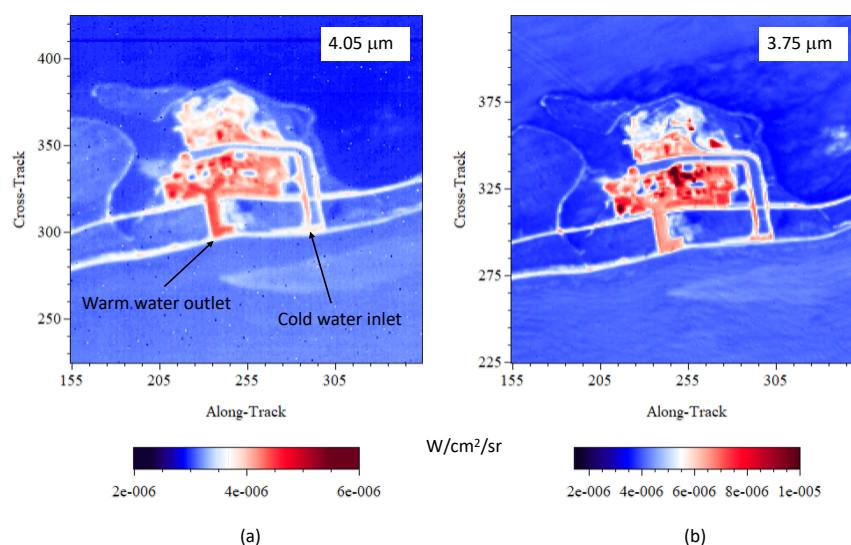 4.05 µm
3.75 µm
400
350
300
250
375
350
325
300
275
225
Cross-Track
Cross-Track
Warm water outlet
Cold water inlet
155 205 255 305
155 205 255 305
Along-Track
Along-Track
W/cm²/sr
2e-006 4e-006 6e-006
2e-006 4e-006 6e-006 8e-006 1e-005
(a)
(b)